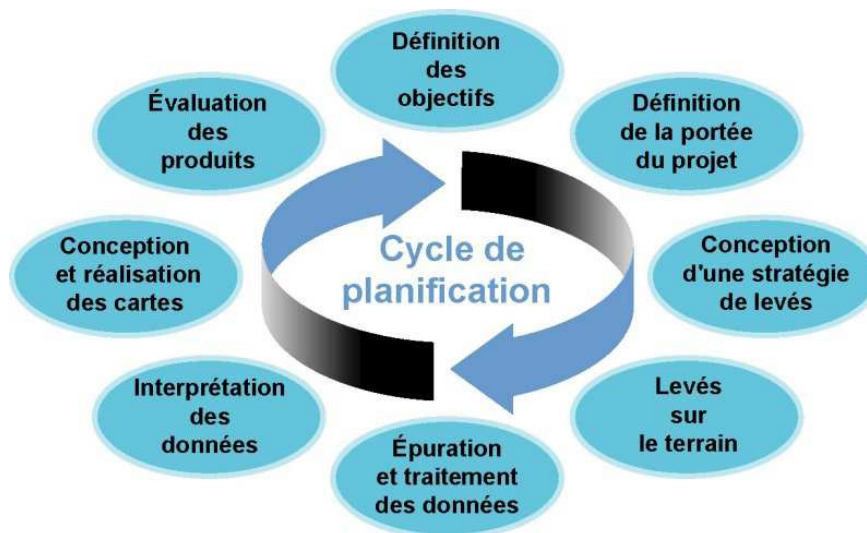 Définition
des
objectifs
Définition
de la portée
du projet
Conception
d'une stratégie
de levés
Levés
sur
le terrain
Épuration
et traitement
des données
Interprétation
des
données
Conception
et réalisation
des cartes
Évaluation
des
produits
Cycle de
planification